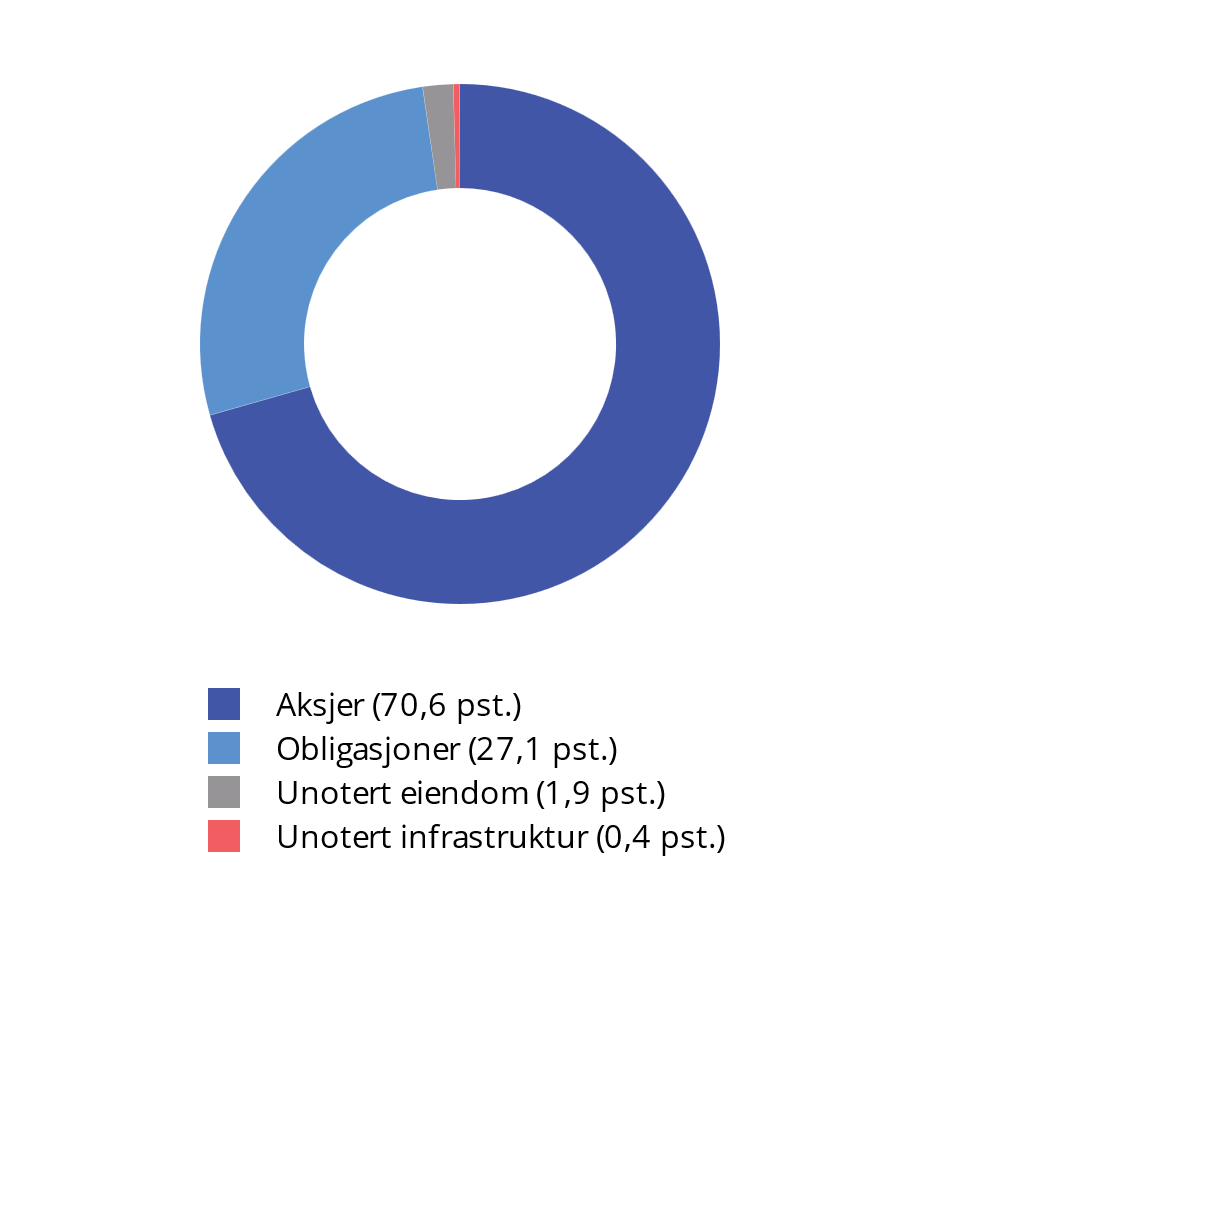 Aksjer (70,6 pst.)
Obligasjoner (27,1 pst.)
Unotert eiendom (1,9 pst.)
Unotert infrastruktur (0,4 pst.)